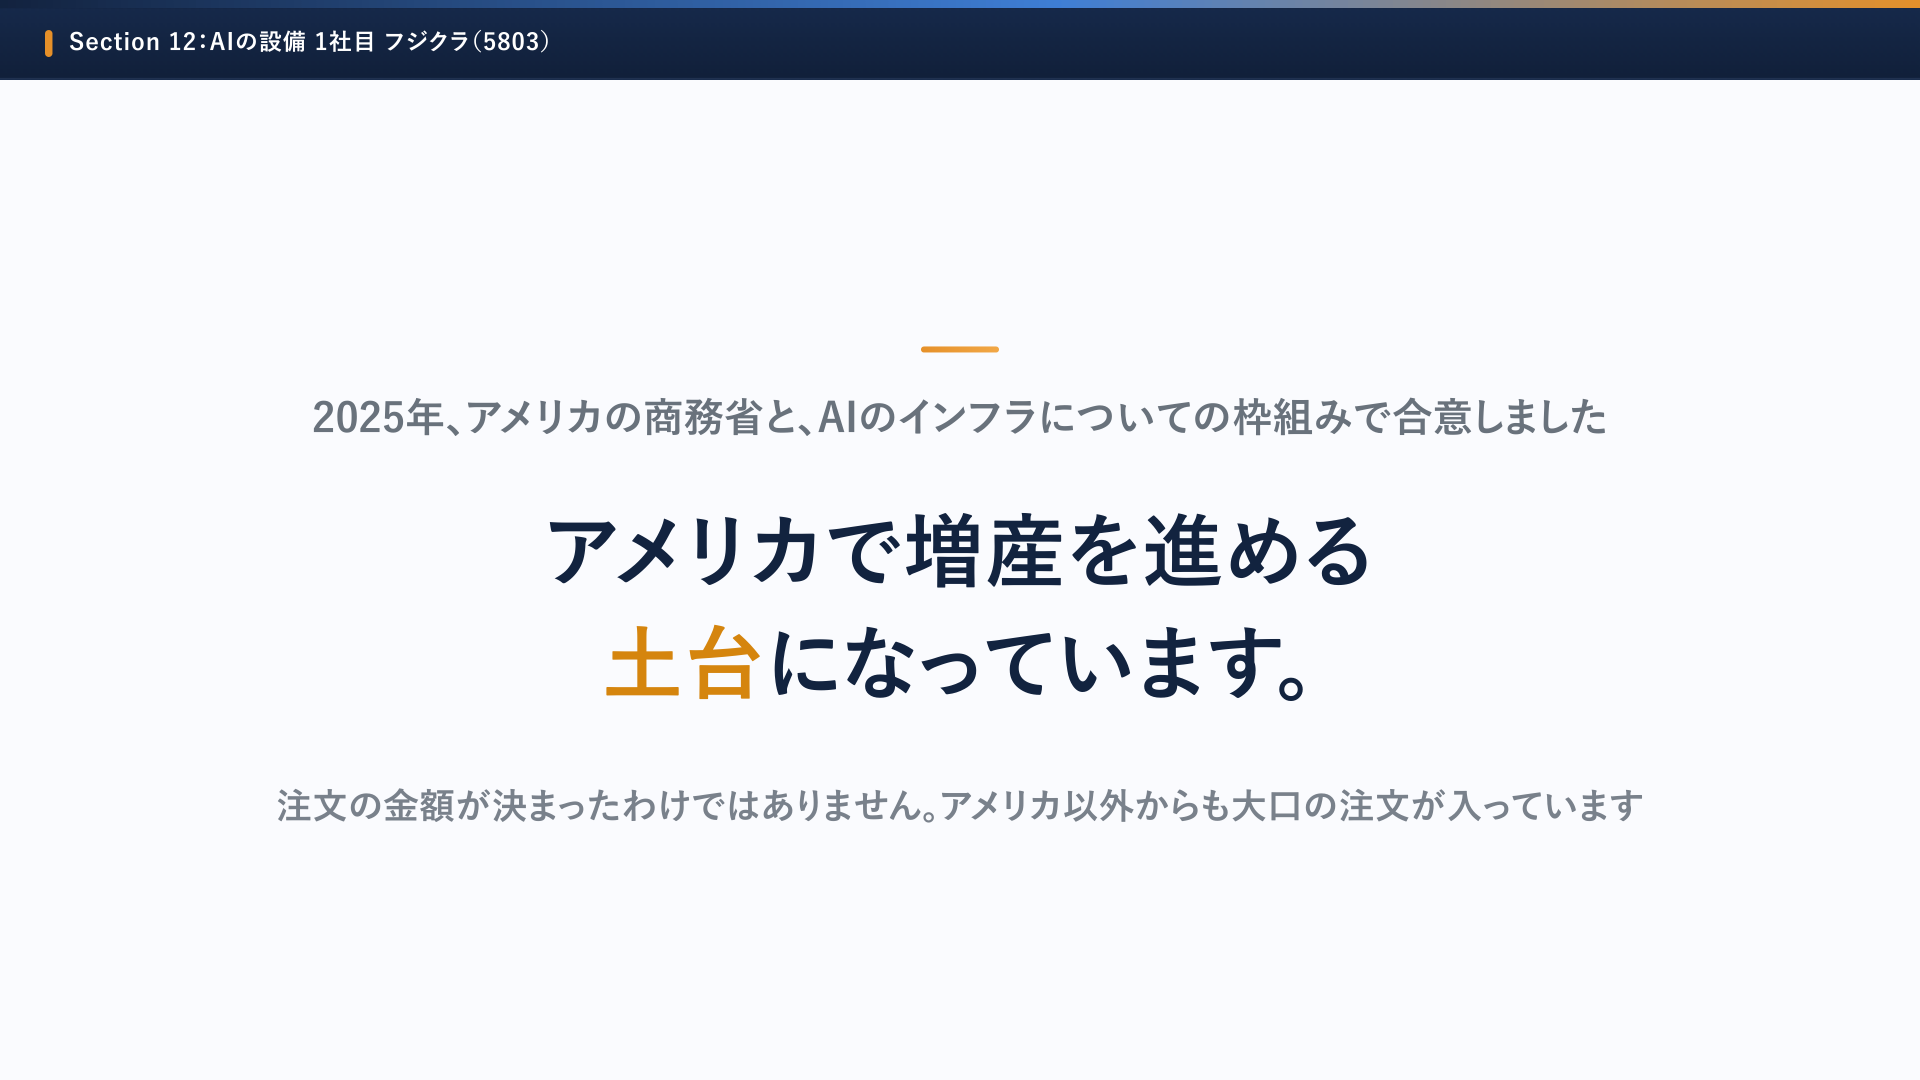 Section 12：AIの設備 1社目 フジクラ（5803）
2025年、アメリカの商務省と、AIのインフラについての枠組みで合意しました
アメリカで増産を進める
土台になっています。
注文の金額が決まったわけではありません。アメリカ以外からも大口の注文が入っています